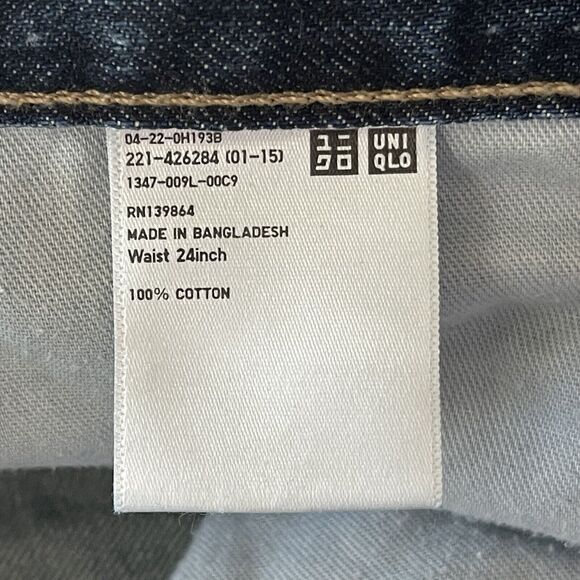 04-22-0H193B
221-426284 (01-15)
1347-009L-00C9
ユニ
クロ
UNI
QLO
RN139864
MADE IN BANGLADESH
Waist 24inch
100% COTTON